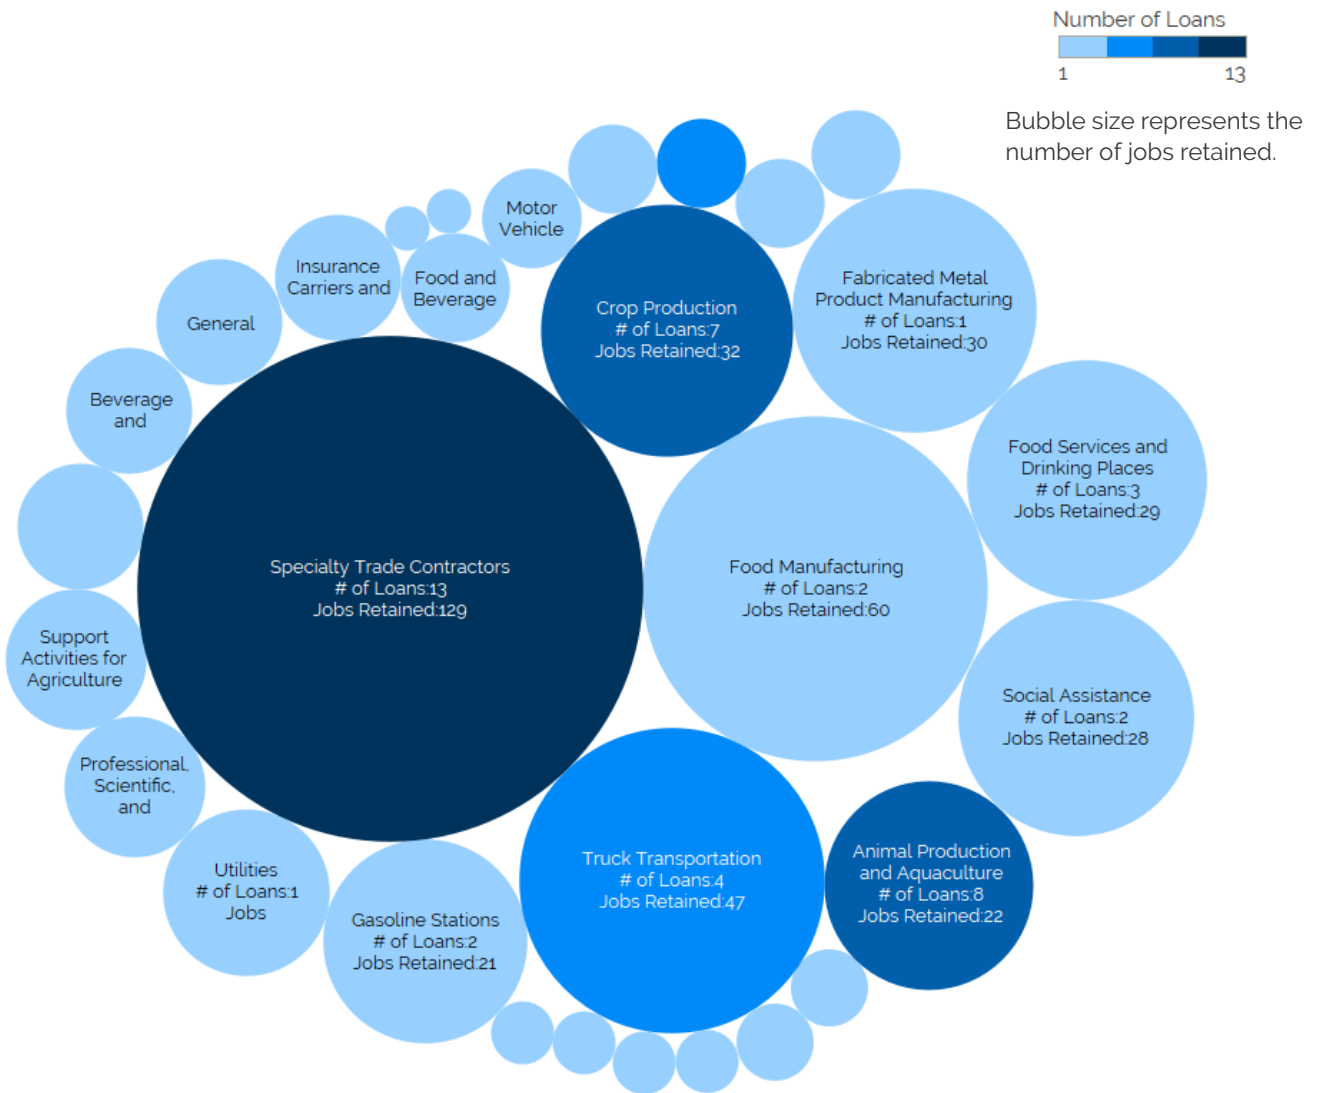 Number of Loans
1
13
Bubble size represents the
number of jobs retained.
Motor
Vehicle
Insurance
Carriers and
Food and
Beverage
General
Beverage
and
Crop Production
# of Loans:7
Jobs Retained:32
Fabricated Metal
Product Manufacturing
# of Loans:1
Jobs Retained:30
Food Services and
Drinking Places
# of Loans:3
Jobs Retained:29
Specialty Trade Contractors
# of Loans:13
Jobs Retained:129
Food Manufacturing
# of Loans:2
Jobs Retained:60
Support
Activities for
Agriculture
Social Assistance
# of Loans:2
Jobs Retained:28
Professional,
Scientific,
and
Utilities
# of Loans:1
Jobs
Gasoline Stations
# of Loans:2
Jobs Retained:21
Truck Transportation
# of Loans:4
Jobs Retained:47
Animal Production
and Aquaculture
# of Loans:8
Jobs Retained:22